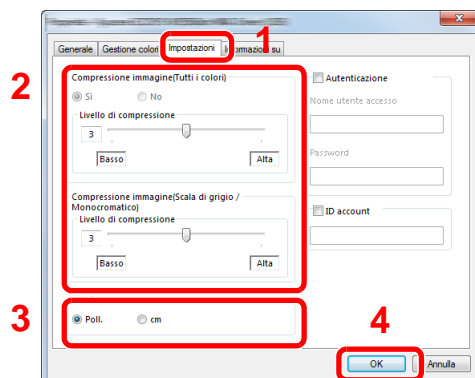 Generale Gestione colori Impostazioni Informazioni su
1
2
Compressione immagine(Tutti i colori)
Sì No
Livello di compressione
3
Basso Alta
Compressione immagine(Scala di grigio /
Monocromatico)
Livello di compressione
3
Basso Alta
Autenticazione
Nome utente accesso
Password
ID account
3
Poll. cm
4
OK Annulla